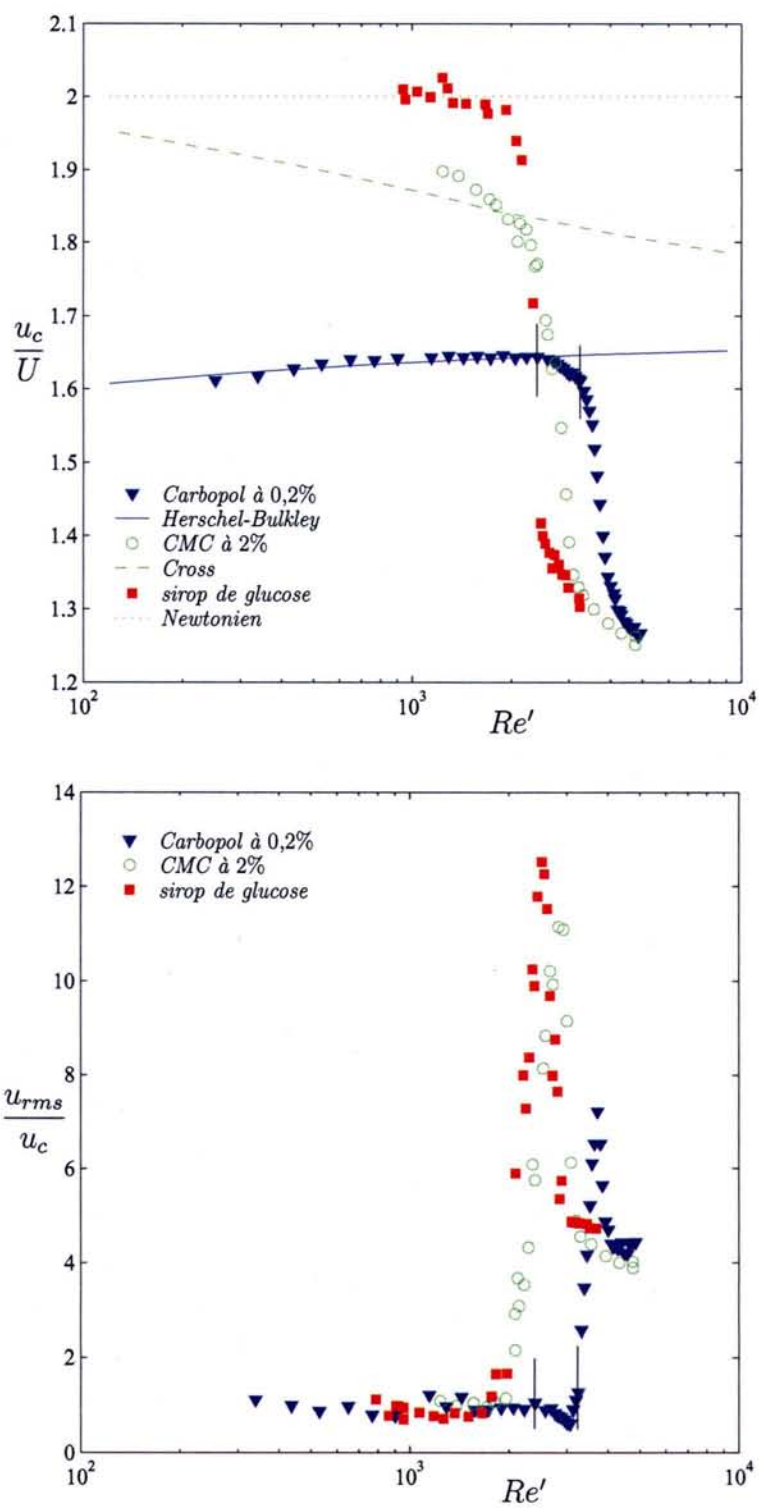 2.1
2
1.9
1.8
1.7
1.6
1.5
1.4
1.3
1.2
u_c
U
Carbopol à 0,2%
Herschel-Bulkley
CMC à 2%
Cross
sirop de glucose
Newtonien
10^2
10^3
10^4
Re′
14
12
10
8
6
4
2
0
u_rms
u_c
Carbopol à 0,2%
CMC à 2%
sirop de glucose
10^2
10^3
10^4
Re′